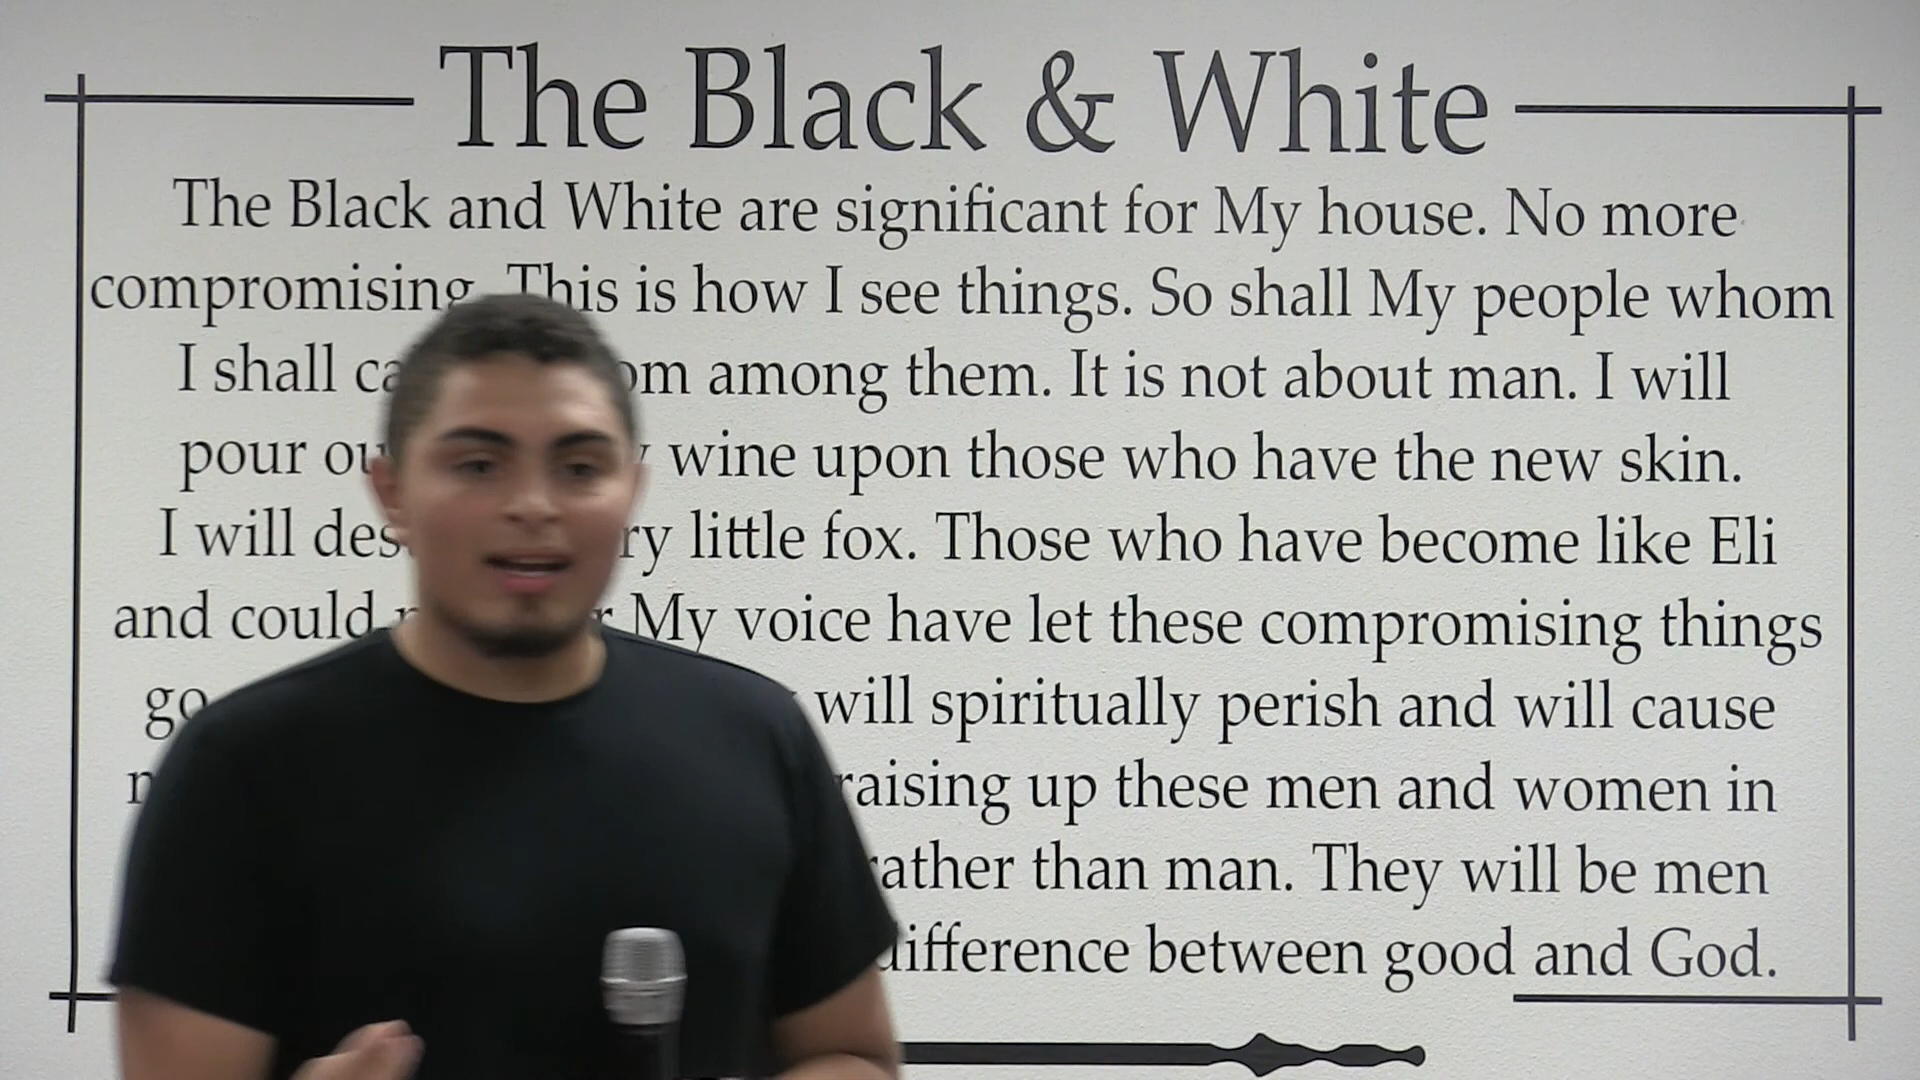 The Black & White
The Black and White are significant for My house. No more
compromising. This is how I see things. So shall My people whom
I shall among them. It is not about man. I will
pour wine upon those who have the new skin.
I will little fox. Those who have become like Eli
and could My voice have let these compromising things
go will spiritually perish and will cause
raising up these men and women in
rather than man. They will be men
difference between good and God.